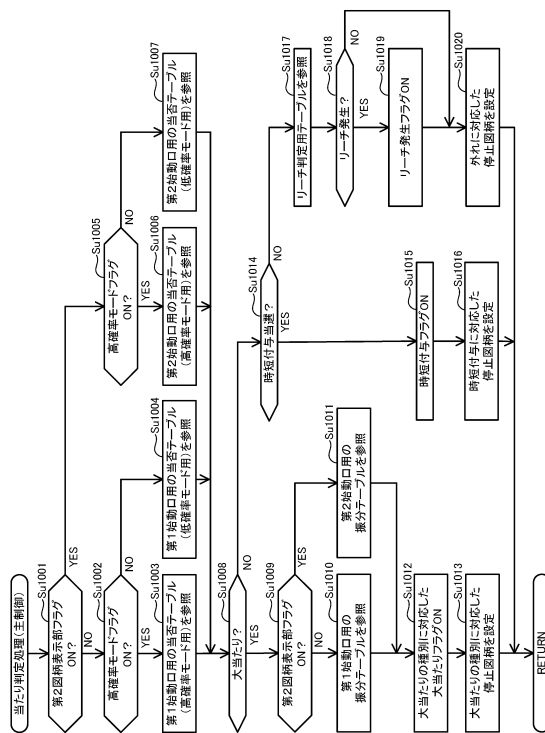 当たり判定処理(主制御)
Su1001
第2図柄表示部フラグ
ON?
YES
NO
Su1002
高確率モードフラグ
ON?
NO
YES
Su1003
第1始動口用の当否テーブル
(高確率モード用)を参照
Su1004
第1始動口用の当否テーブル
(低確率モード用)を参照
Su1005
高確率モードフラグ
ON?
NO
YES
Su1006
第2始動口用の当否テーブル
(高確率モード用)を参照
Su1007
第2始動口用の当否テーブル
(低確率モード用)を参照
Su1008
大当たり?
NO
YES
Su1009
第2図柄表示部フラグ
ON?
YES
NO
Su1010
第1始動口用の
振分テーブルを参照
Su1011
第2始動口用の
振分テーブルを参照
Su1012
大当たりの種別に対応した
大当たりフラグON
Su1013
大当たりの種別に対応した
停止図柄を設定
Su1014
時短付与当選?
NO
YES
Su1015
時短付与フラグON
Su1016
時短付与に対応した
停止図柄を設定
Su1017
リーチ判定用テーブルを参照
Su1018
リーチ発生?
NO
YES
Su1019
リーチ発生フラグON
Su1020
外れに対応した
停止図柄を設定
RETURN